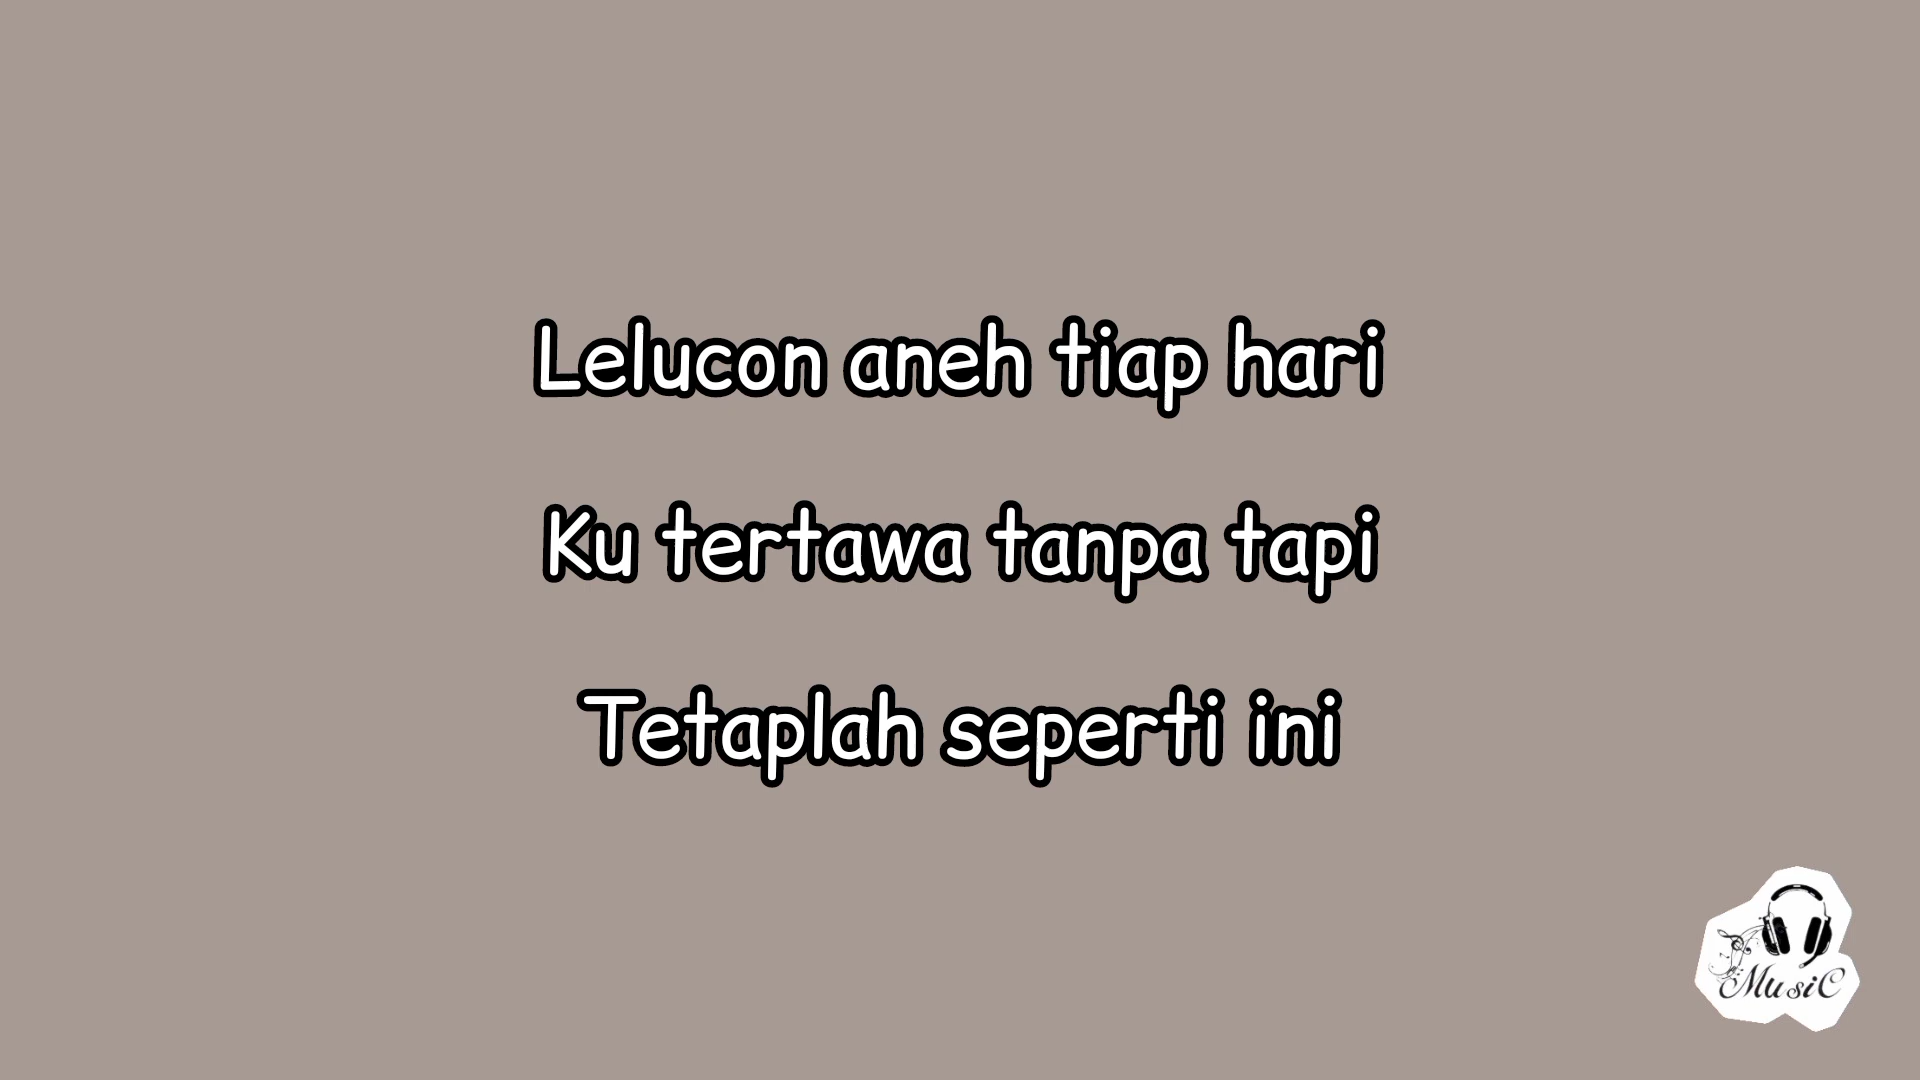 Lelucon aneh tiap hari
Ku tertawa tanpa tapi
Tetaplah seperti ini
MusiC